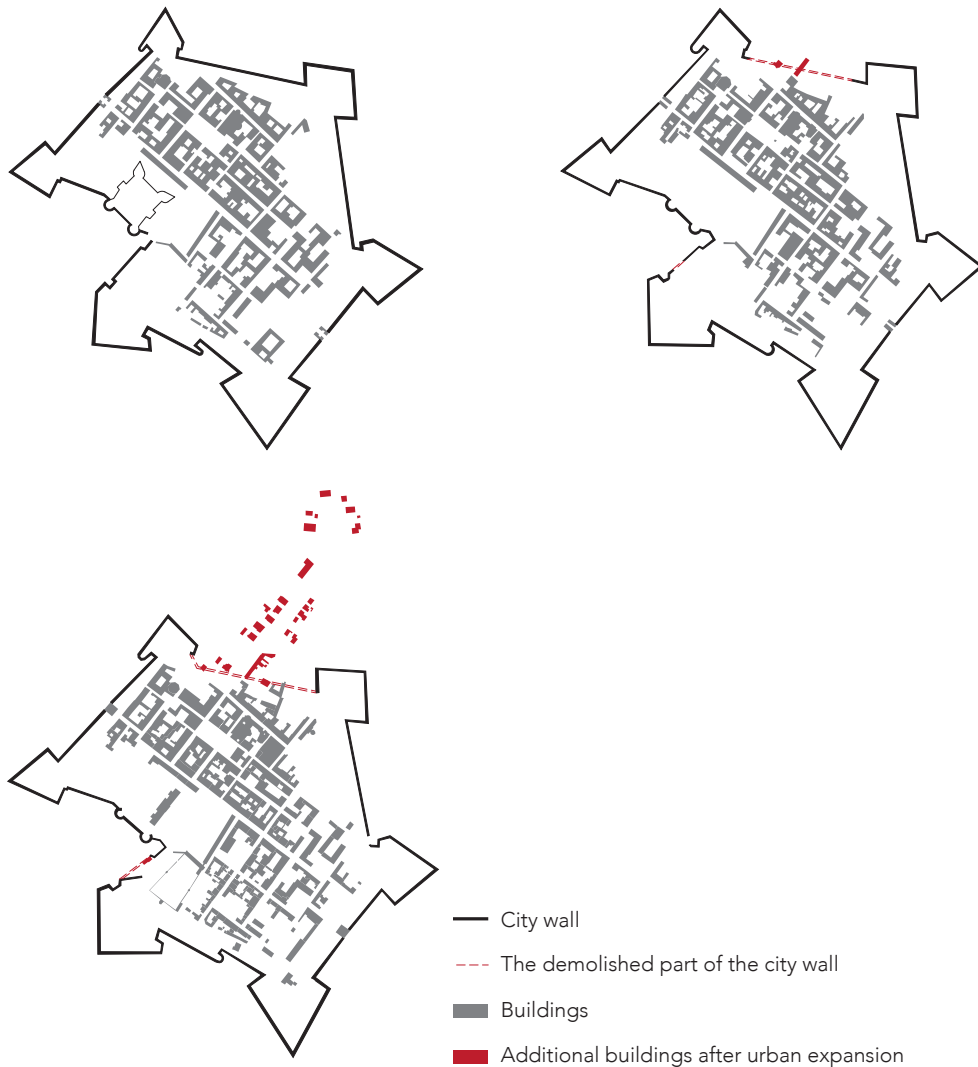 City wall
The demolished part of the city wall
Buildings
Additional buildings after urban expansion